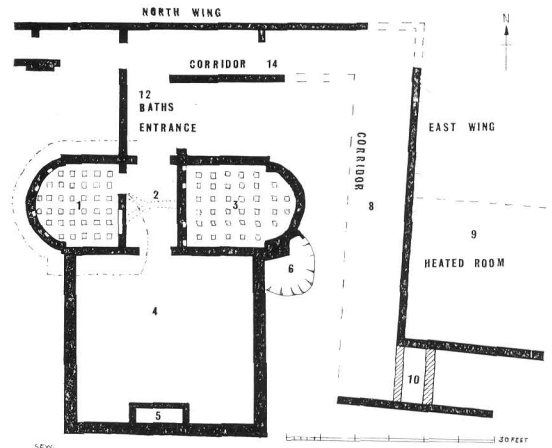 NORTH WING
N
CORRIDOR 14
12
BATHS
ENTRANCE
EAST WING
CORRIDOR
8
1
2
3
9
HEATED ROOM
6
4
10
5
30 FEET